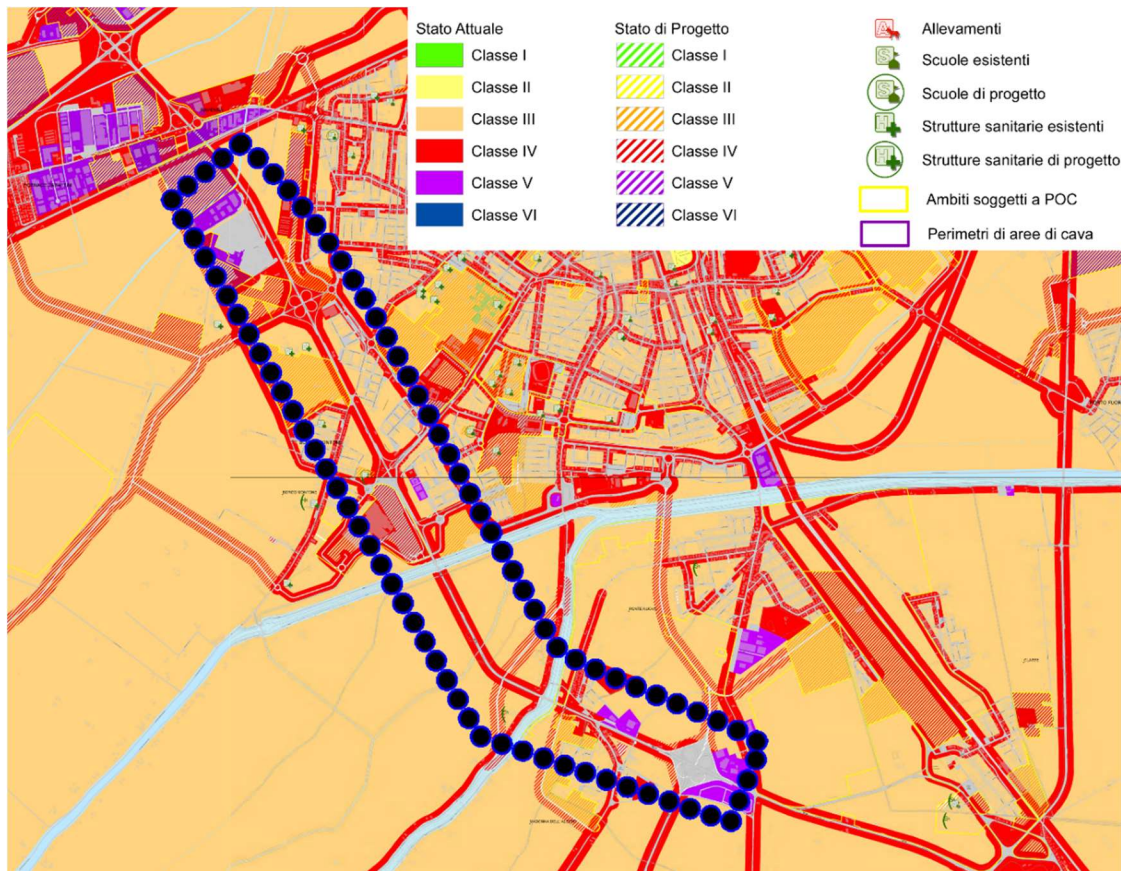 Stato Attuale
Classe I
Classe II
Classe III
Classe IV
Classe V
Classe VI
Stato di Progetto
Classe I
Classe II
Classe III
Classe IV
Classe V
Classe VI
Allevamenti
Scuole esistenti
Scuole di progetto
Strutture sanitarie esistenti
Strutture sanitarie di progetto
Ambiti soggetti a POC
Perimetri di aree di cava